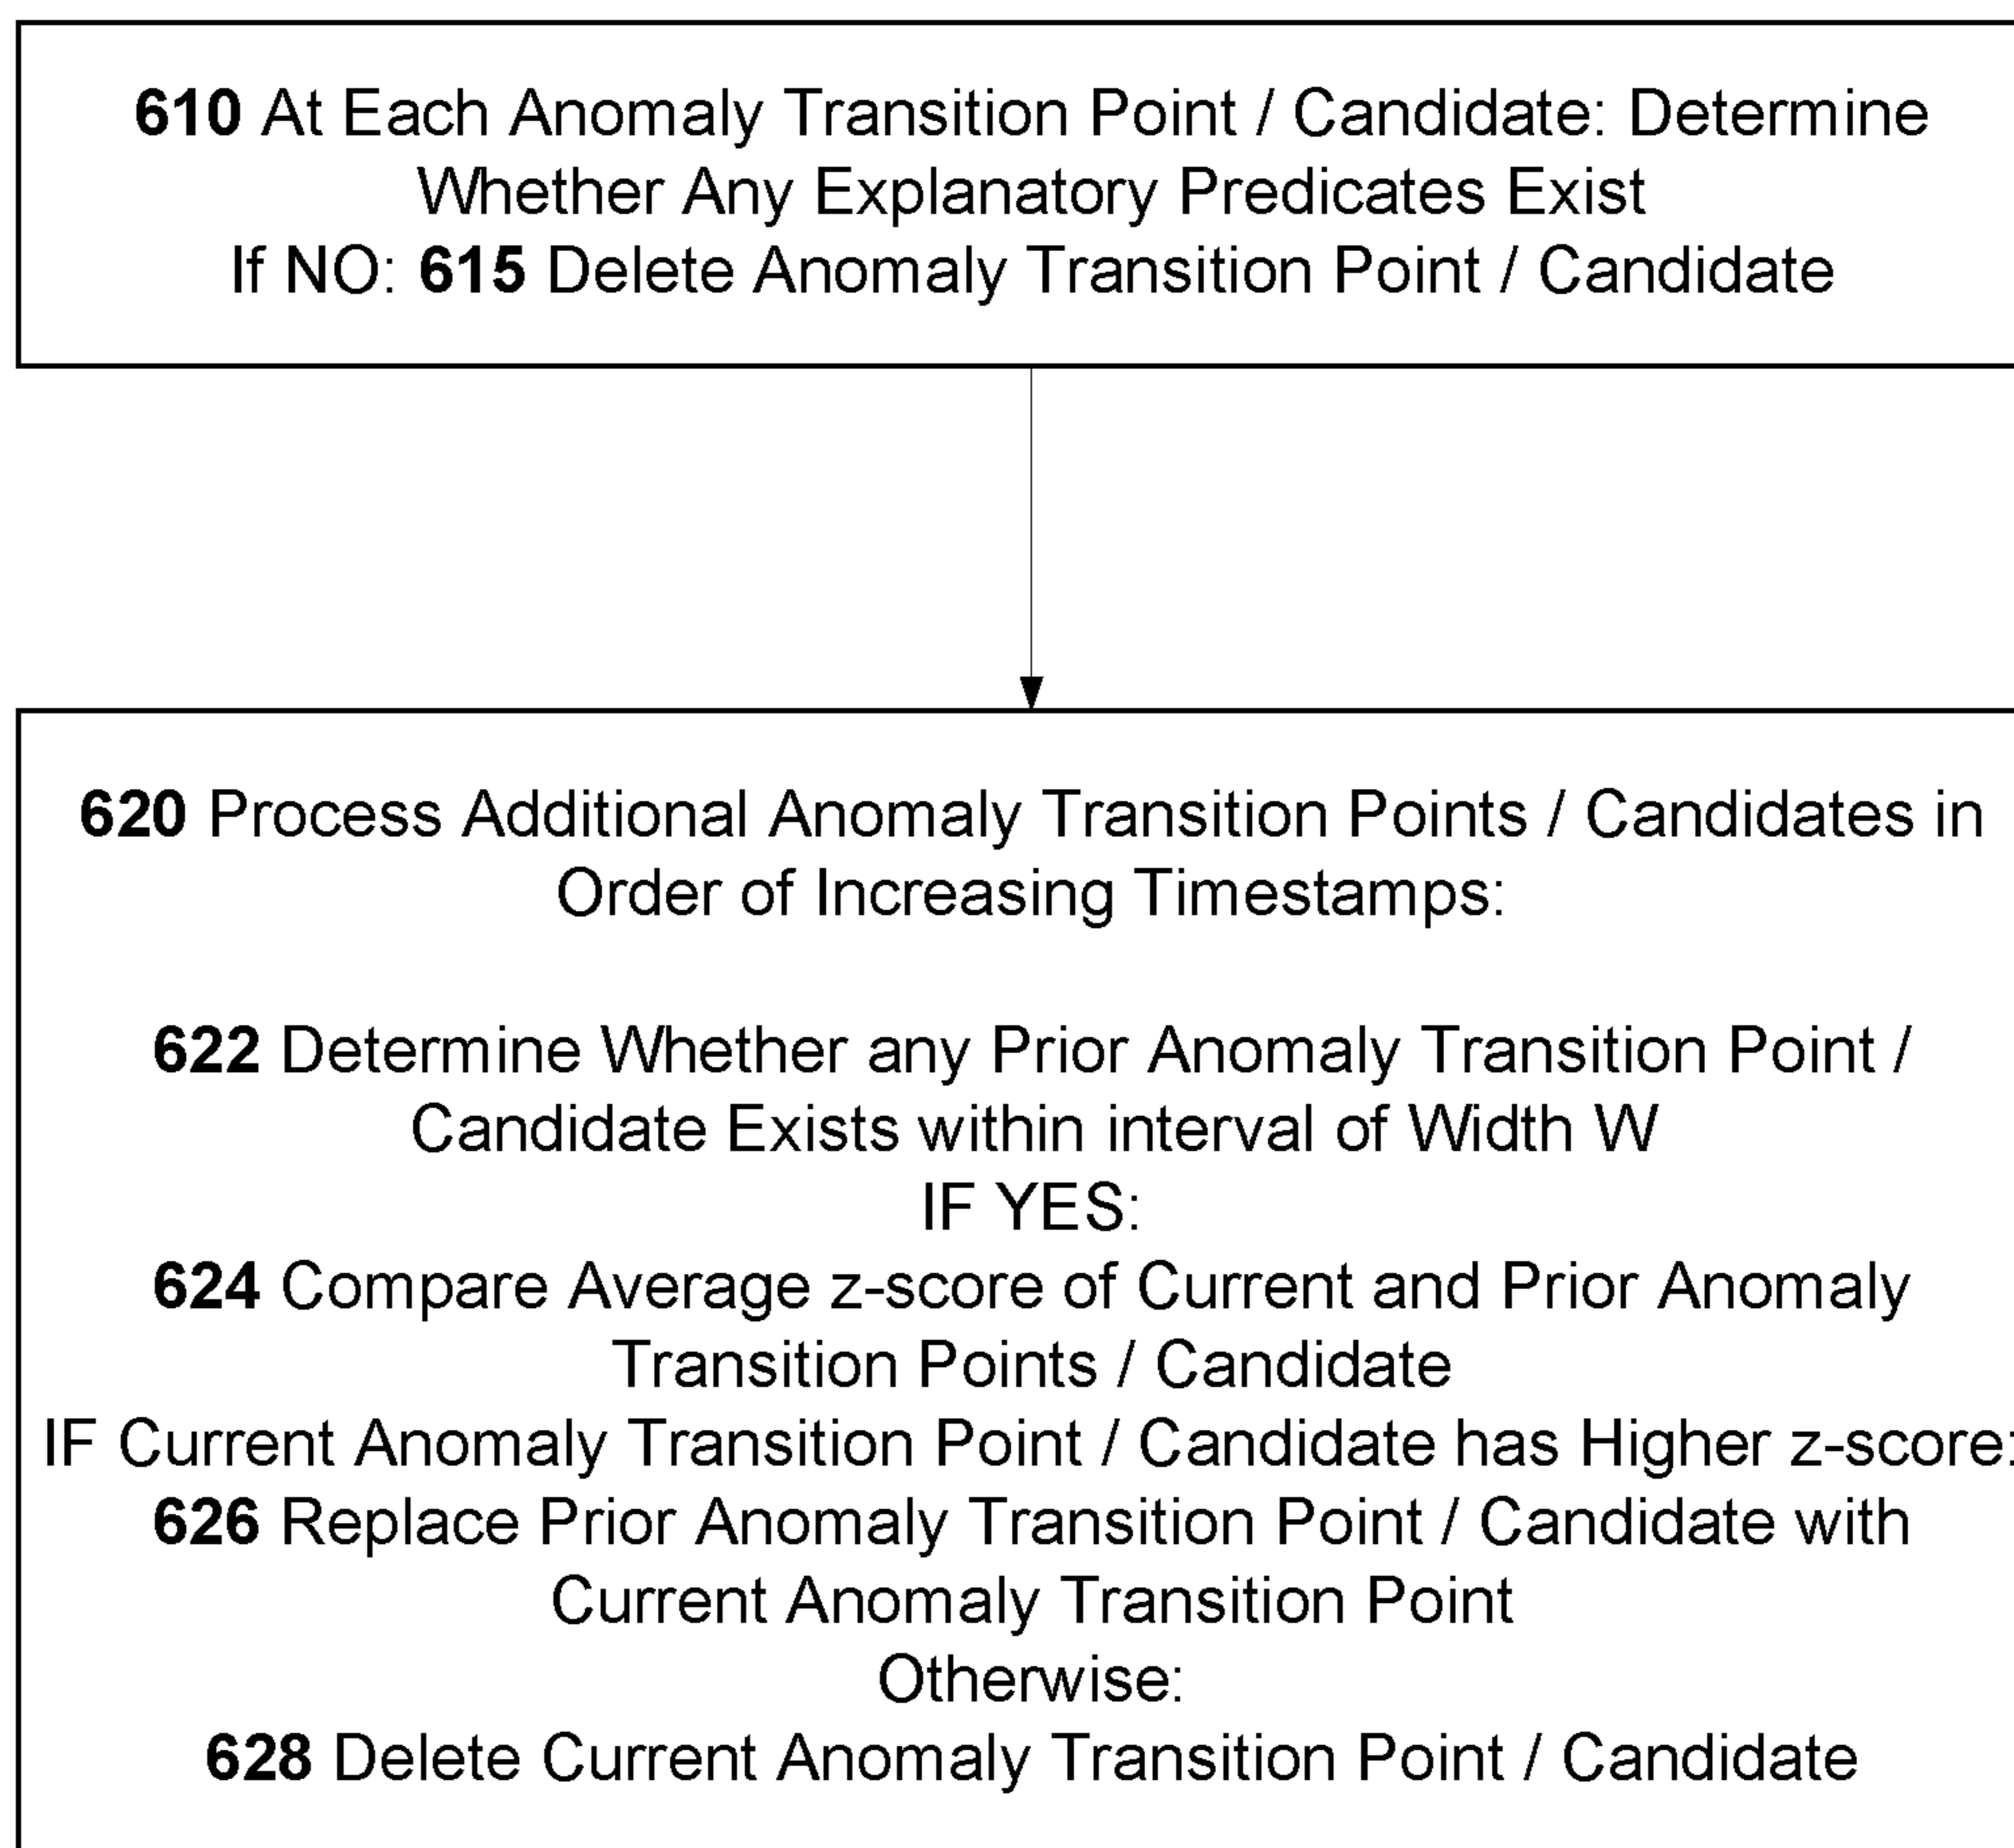 610 At Each Anomaly Transition Point / Candidate: Determine
Whether Any Explanatory Predicates Exist
If NO: 615 Delete Anomaly Transition Point / Candidate
620 Process Additional Anomaly Transition Points / Candidates in
Order of Increasing Timestamps:
622 Determine Whether any Prior Anomaly Transition Point /
Candidate Exists within interval of Width W
IF YES:
624 Compare Average z-score of Current and Prior Anomaly
Transition Points / Candidate
IF Current Anomaly Transition Point / Candidate has Higher z-score:
626 Replace Prior Anomaly Transition Point / Candidate with
Current Anomaly Transition Point
Otherwise:
628 Delete Current Anomaly Transition Point / Candidate